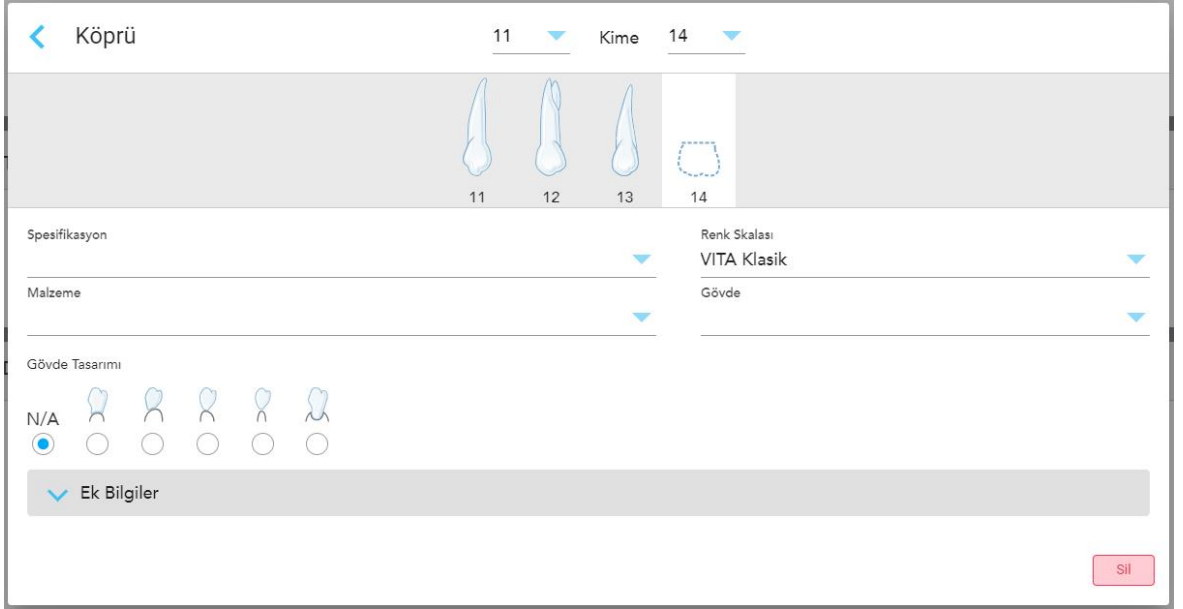 Köprü 11 Kime 14
11 12 13 14
Spesifikasyon Renk Skalası
VITA Klasik
Malzeme Gövde
Gövde Tasarımı
N/A
Ek Bilgiler
Sil